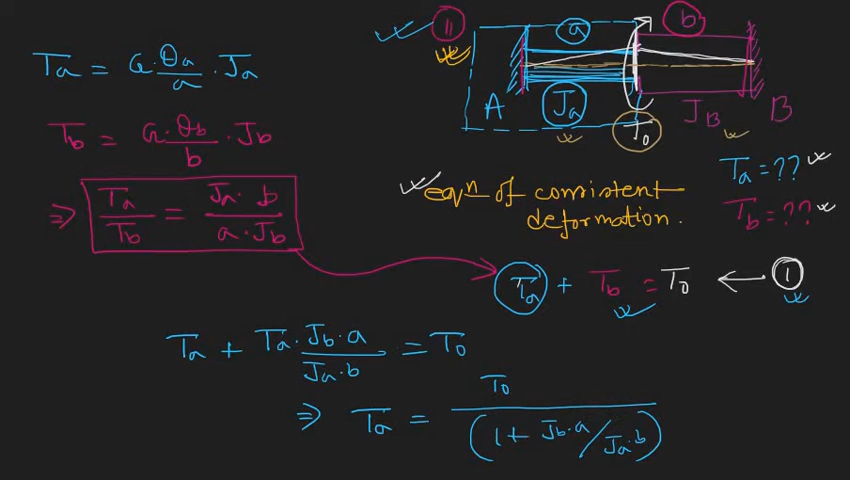 Ta = G·θa/a · Ja
Tb = G·θb/b · Jb
⇒ Ta/Tb = Ja·b/a·Jb
11
a
b
A
Ja
T0
JB
B
Ta = ??
Tb = ??
eqn of consistent
deformation.
Ta + Tb = T0 ← 1
Ta + Ta·Jb·a/Ja·b = T0
⇒ Ta = T0/(1 + Jb·a/Ja·b)